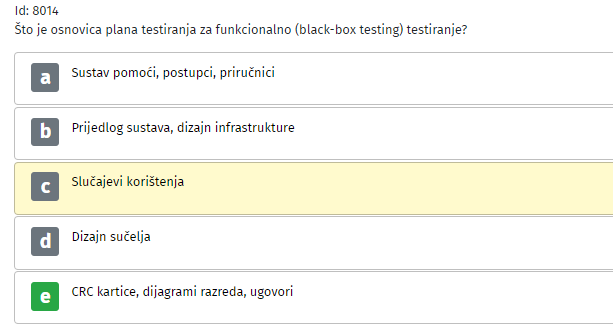 Id: 8014
Što je osnovica plana testiranja za funkcionalno (black-box testing) testiranje?
a Sustav pomoći, postupci, priručnici
b Prijedlog sustava, dizajn infrastrukture
c Slučajevi korištenja
d Dizajn sučelja
e CRC kartice, dijagrami razreda, ugovori